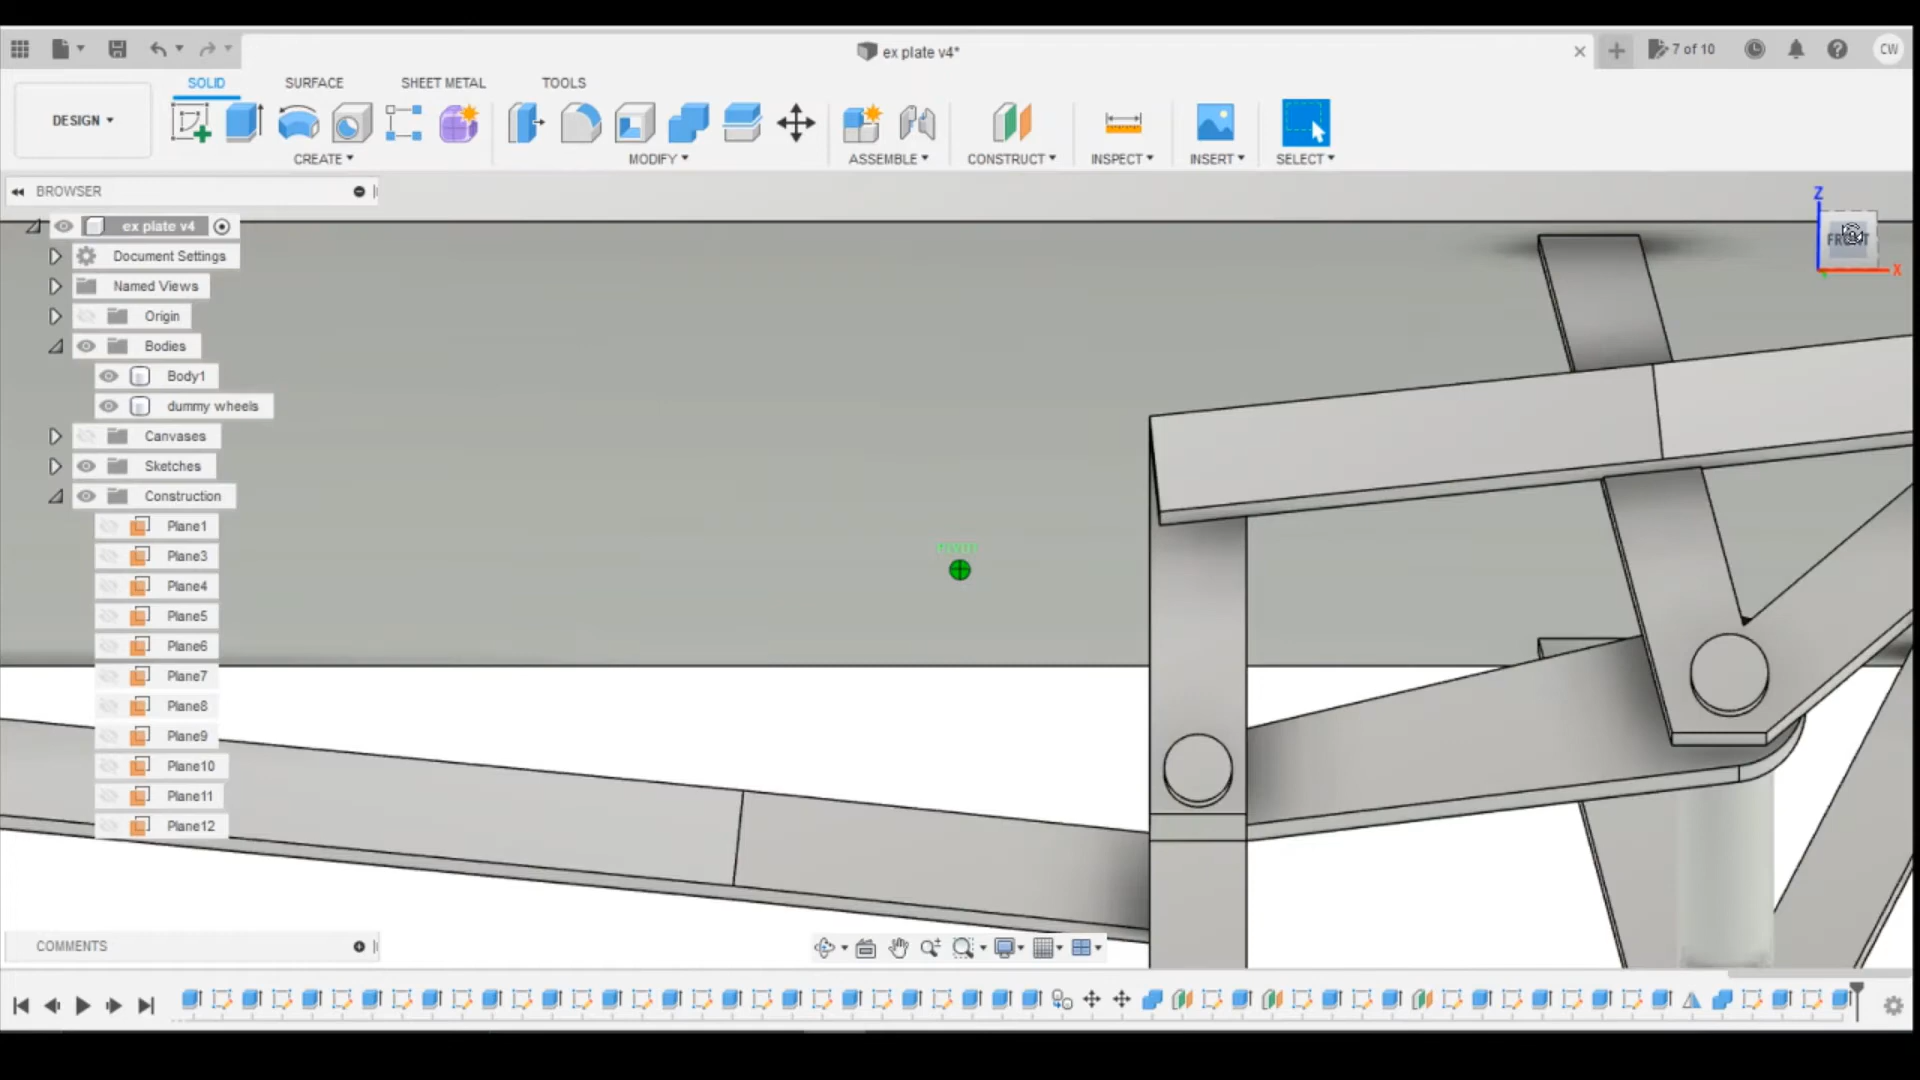 ex plate v4*
7 of 10
CW
SOLID
SURFACE
SHEET METAL
TOOLS
DESIGN
CREATE
MODIFY
ASSEMBLE
CONSTRUCT
INSPECT
INSERT
SELECT
BROWSER
Z
X
ex plate v4
Document Settings
Named Views
Origin
Bodies
Body1
dummy wheels
Canvases
Sketches
Construction
Plane1
Plane3
Plane4
Plane5
Plane6
Plane7
Plane8
Plane9
Plane10
Plane11
Plane12
COMMENTS